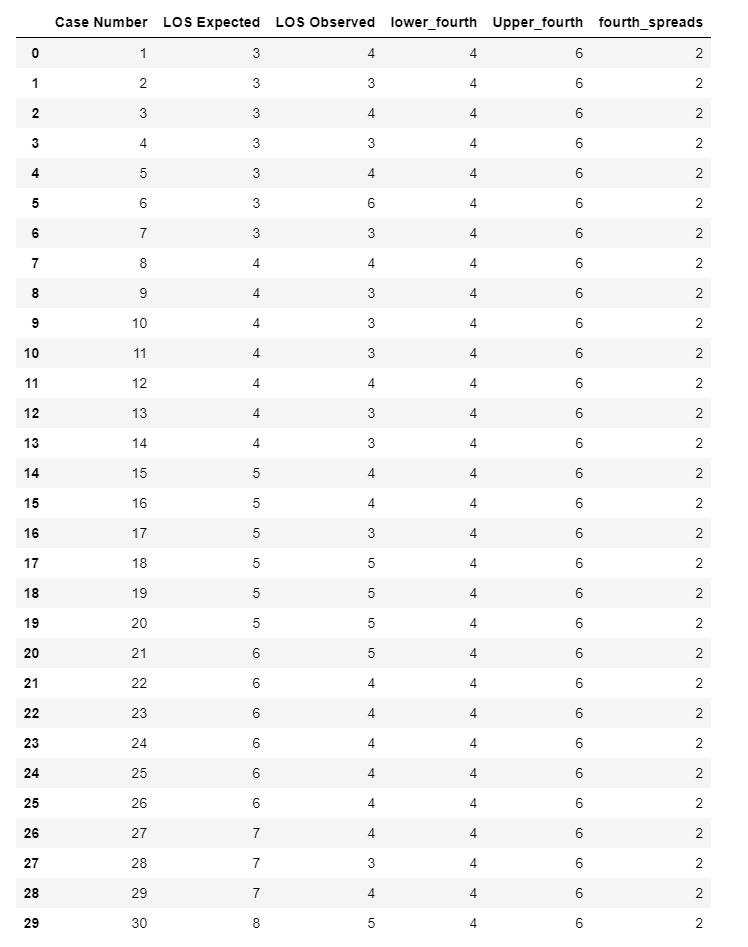 Case Number LOS Expected LOS Observed lower_fourth Upper_fourth fourth_spreads
0 1 3 4 4 6 2
1 2 3 3 4 6 2
2 3 3 4 4 6 2
3 4 3 3 4 6 2
4 5 3 4 4 6 2
5 6 3 6 4 6 2
6 7 3 3 4 6 2
7 8 4 4 4 6 2
8 9 4 3 4 6 2
9 10 4 3 4 6 2
10 11 4 3 4 6 2
11 12 4 4 4 6 2
12 13 4 3 4 6 2
13 14 4 3 4 6 2
14 15 5 4 4 6 2
15 16 5 4 4 6 2
16 17 5 3 4 6 2
17 18 5 5 4 6 2
18 19 5 5 4 6 2
19 20 5 5 4 6 2
20 21 6 5 4 6 2
21 22 6 4 4 6 2
22 23 6 4 4 6 2
23 24 6 4 4 6 2
24 25 6 4 4 6 2
25 26 6 4 4 6 2
26 27 7 4 4 6 2
27 28 7 3 4 6 2
28 29 7 4 4 6 2
29 30 8 5 4 6 2